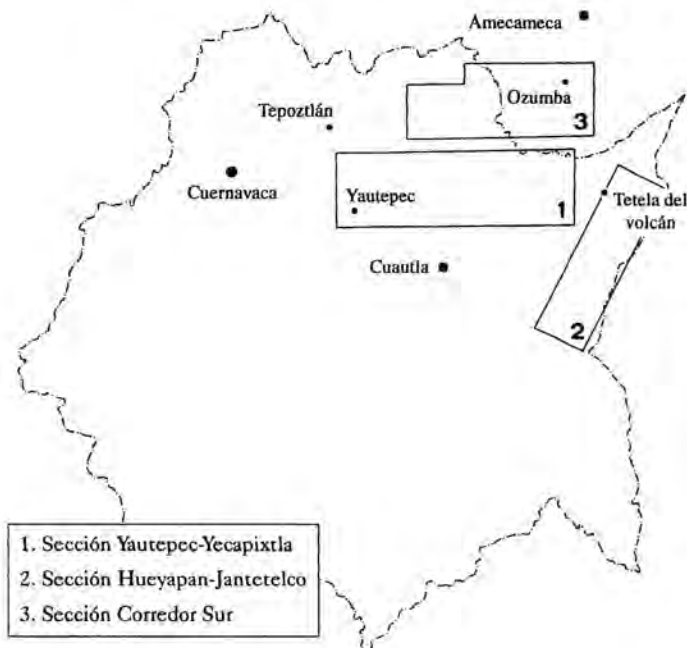 Amecameca
Ozumba
3
Tepoztlán
Cuernavaca
Yautepec
1
Tetela del
volcán
Cuautla
2
1. Sección Yautepec-Yecapixtla
2. Sección Hueyapan-Jantetelco
3. Sección Corredor Sur